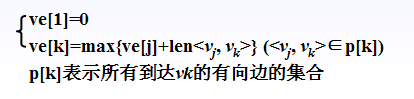 ve[1]=0
ve[k]=max{ve[j]+len<vj, vk>} (<vj, vk>∈p[k])
p[k]表示所有到达vk的有向边的集合